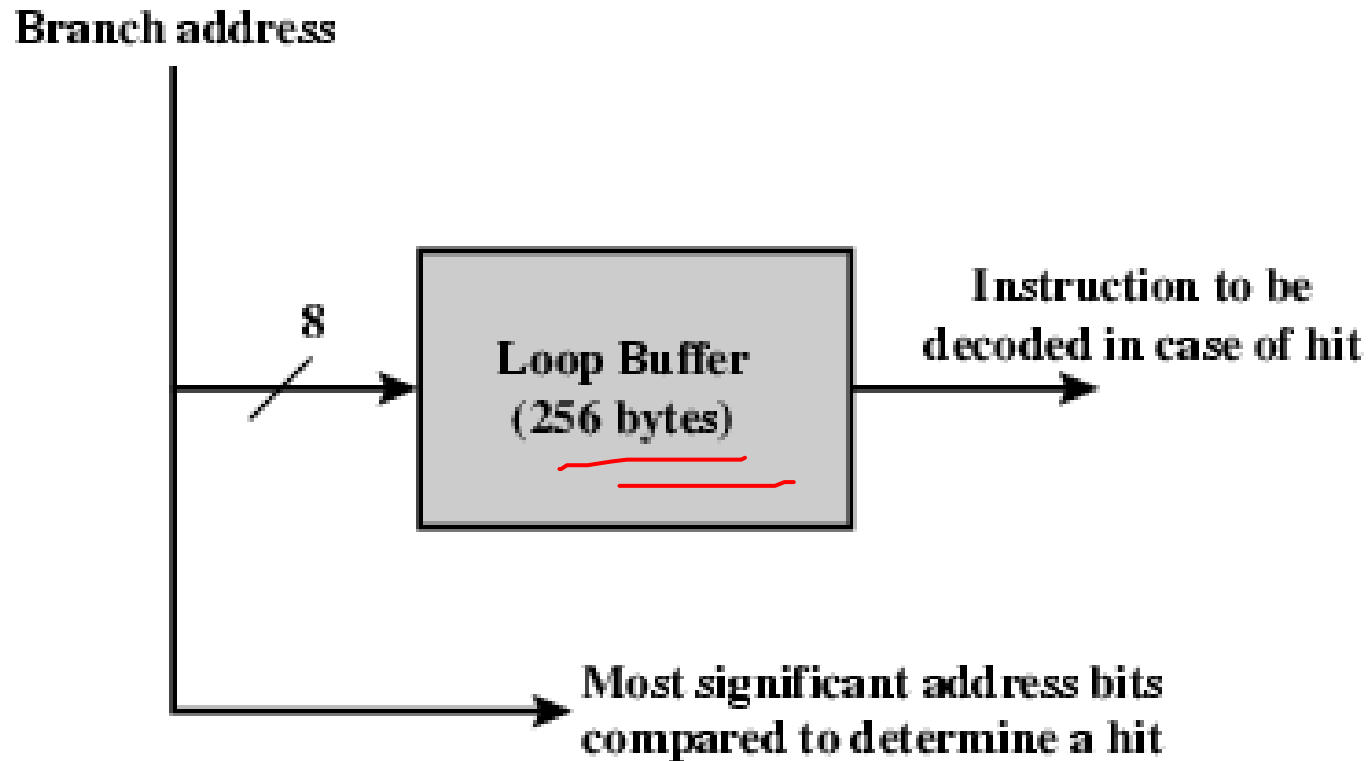 Branch address
8
Loop Buffer
(256 bytes)
Instruction to be
decoded in case of hit
Most significant address bits
compared to determine a hit